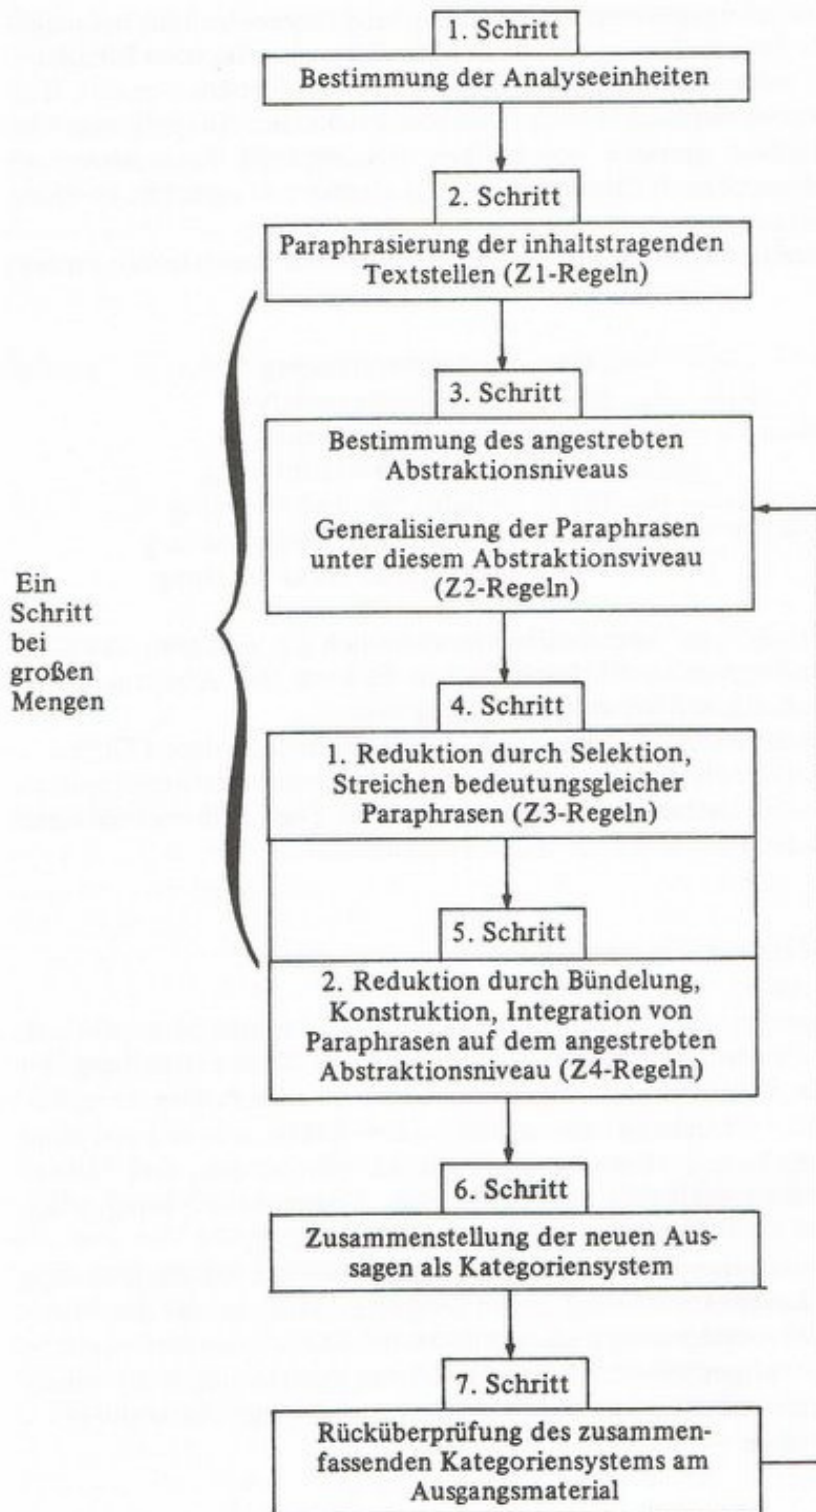 1. Schritt
Bestimmung der Analyseeinheiten
2. Schritt
Paraphrasierung der inhaltstragenden
Textstellen (Z1-Regeln)
3. Schritt
Bestimmung des angestrebten
Abstraktionsniveaus
Generalisierung der Paraphrasen
unter diesem Abstraktionsviveau
(Z2-Regeln)
Ein
Schritt
bei
großen
Mengen
4. Schritt
1. Reduktion durch Selektion,
Streichen bedeutungsgleicher
Paraphrasen (Z3-Regeln)
5. Schritt
2. Reduktion durch Bündelung,
Konstruktion, Integration von
Paraphrasen auf dem angestrebten
Abstraktionsniveau (Z4-Regeln)
6. Schritt
Zusammenstellung der neuen Aus-
sagen als Kategoriensystem
7. Schritt
Rücküberprüfung des zusammen-
fassenden Kategoriensystems am
Ausgangsmaterial